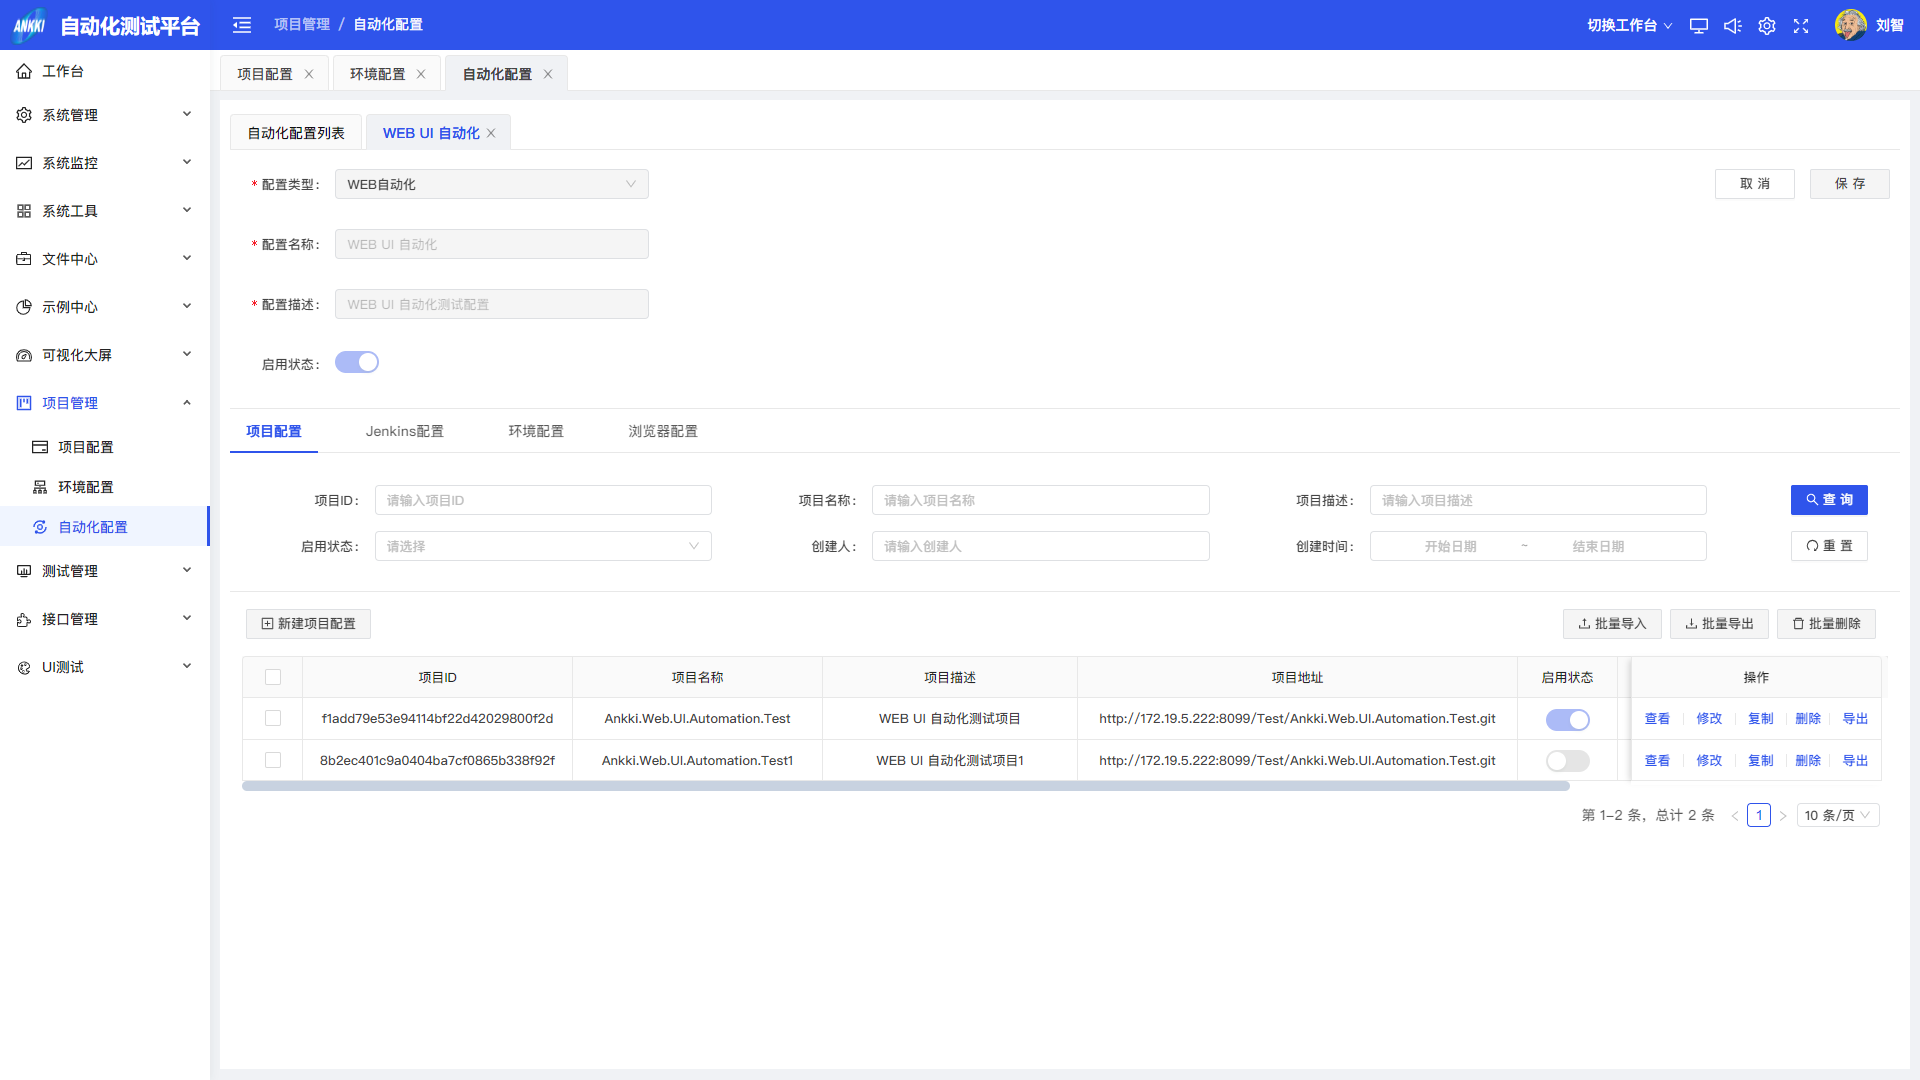 ANKKI 自动化测试平台 项目管理 / 自动化配置 切换工作台 刘智
工作台
系统管理
系统监控
系统工具
文件中心
示例中心
可视化大屏
项目管理
项目配置
环境配置
自动化配置
测试管理
接口管理
UI测试
项目配置 环境配置 自动化配置
自动化配置列表 WEB UI 自动化
* 配置类型： WEB自动化 取 消 保 存
* 配置名称： WEB UI 自动化
* 配置描述： WEB UI 自动化测试配置
启用状态：
项目配置 Jenkins配置 环境配置 浏览器配置
项目ID： 请输入项目ID 项目名称： 请输入项目名称 项目描述： 请输入项目描述 查 询
启用状态： 请选择 创建人： 请输入创建人 创建时间： 开始日期 ~ 结束日期 重 置
新建项目配置 批量导入 批量导出 批量删除
项目ID 项目名称 项目描述 项目地址 启用状态 操作
f1add79e53e94114bf22d42029800f2d Ankki.Web.UI.Automation.Test WEB UI 自动化测试项目 http://172.19.5.222:8099/Test/Ankki.Web.UI.Automation.Test.git 查看 修改 复制 删除 导出
8b2ec401c9a0404ba7cf0865b338f92f Ankki.Web.UI.Automation.Test1 WEB UI 自动化测试项目1 http://172.19.5.222:8099/Test/Ankki.Web.UI.Automation.Test.git 查看 修改 复制 删除 导出
第 1-2 条，总计 2 条 1 10 条/页